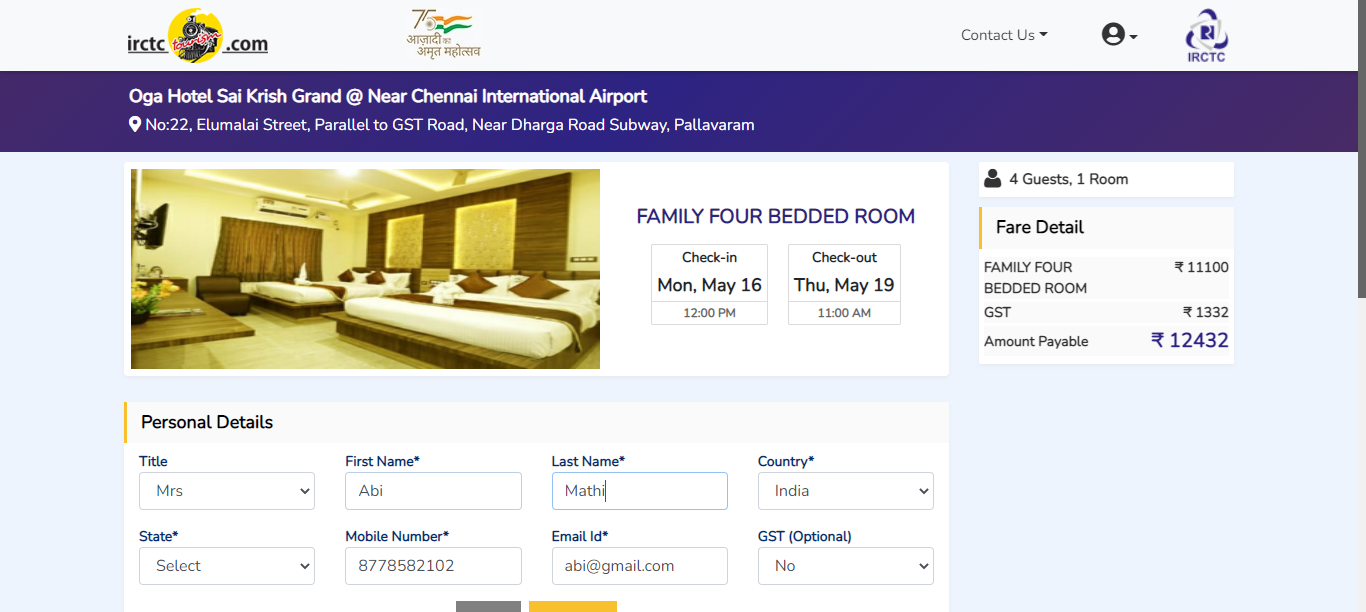 irctc tourism .com
75
आज़ादी का
अमृत महोत्सव
Contact Us
IRCTC
Oga Hotel Sai Krish Grand @ Near Chennai International Airport
No:22, Elumalai Street, Parallel to GST Road, Near Dharga Road Subway, Pallavaram
FAMILY FOUR BEDDED ROOM
Check-in
Mon, May 16
12:00 PM
Check-out
Thu, May 19
11:00 AM
4 Guests, 1 Room
Fare Detail
FAMILY FOUR BEDDED ROOM ₹ 11100
GST ₹ 1332
Amount Payable ₹ 12432
Personal Details
Title
Mrs
First Name*
Abi
Last Name*
Mathi
Country*
India
State*
Select
Mobile Number*
8778582102
Email Id*
abi@gmail.com
GST (Optional)
No